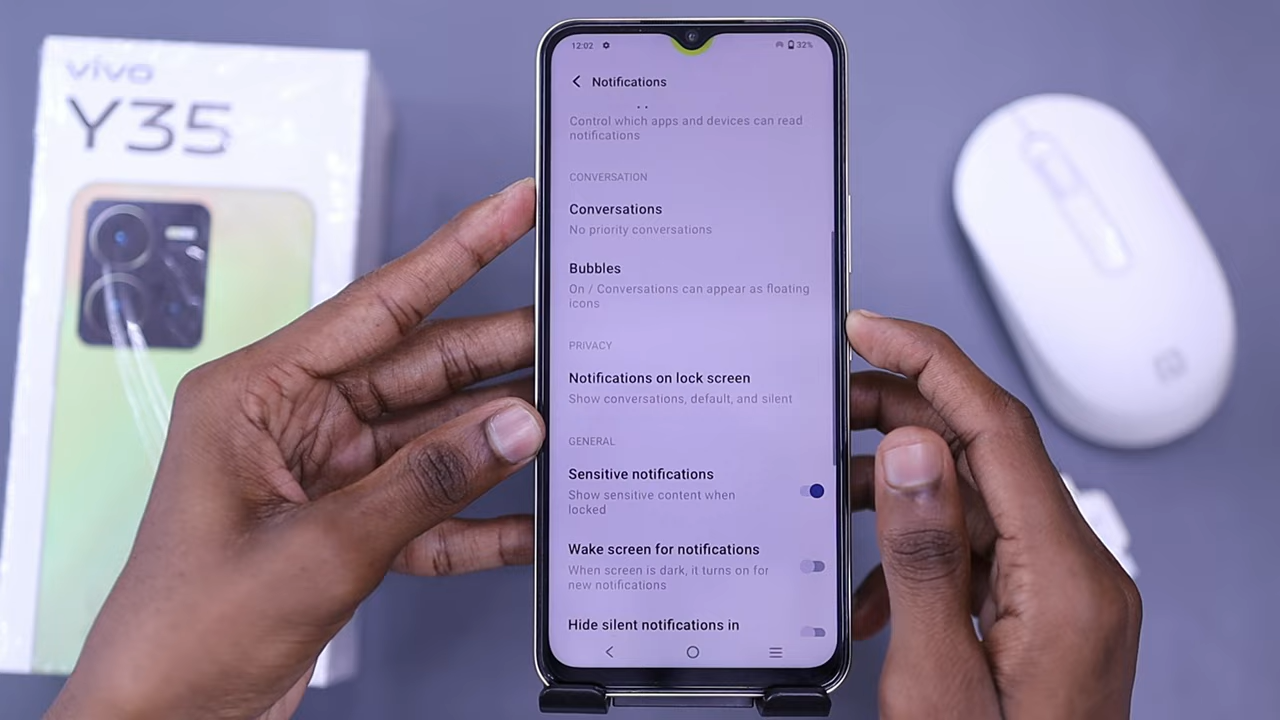 vivo
Y35
12:02
32%
Notifications
Control which apps and devices can read
notifications
CONVERSATION
Conversations
No priority conversations
Bubbles
On / Conversations can appear as floating
icons
PRIVACY
Notifications on lock screen
Show conversations, default, and silent
GENERAL
Sensitive notifications
Show sensitive content when
locked
Wake screen for notifications
When screen is dark, it turns on for
new notifications
Hide silent notifications in